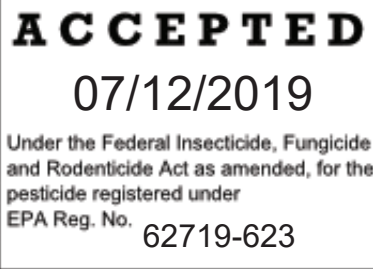 ACCEPTED
07/12/2019
Under the Federal Insecticide, Fungicide
and Rodenticide Act as amended, for the
pesticide registered under
EPA Reg. No. 62719-623